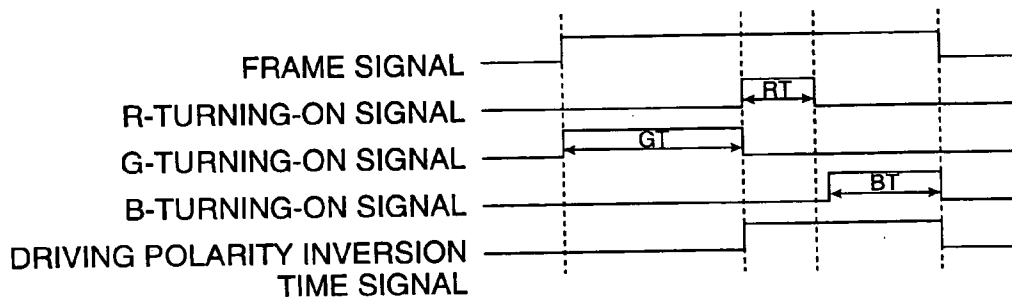 FRAME SIGNAL
RT
R-TURNING-ON SIGNAL
GT
G-TURNING-ON SIGNAL
BT
B-TURNING-ON SIGNAL
DRIVING POLARITY INVERSION
TIME SIGNAL